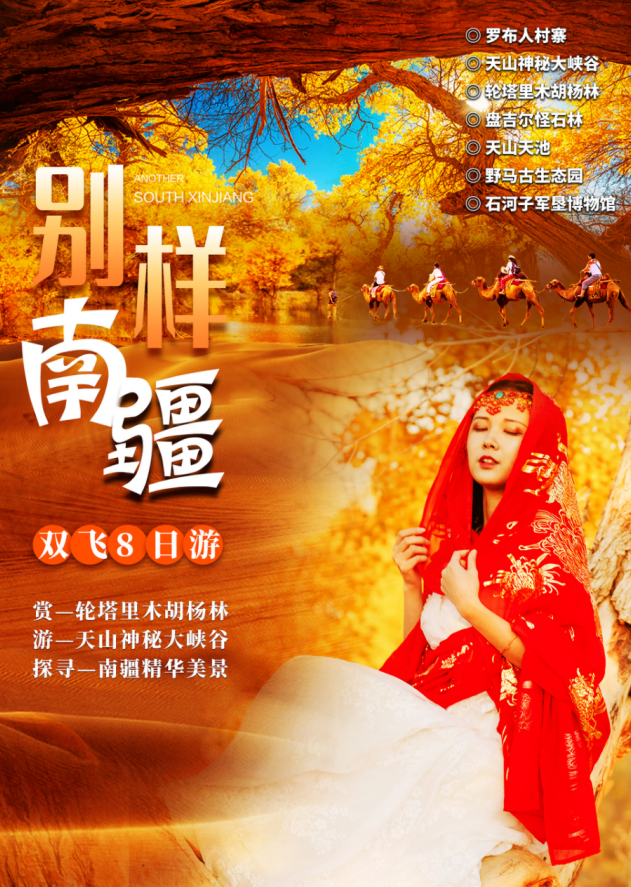 ◎ 罗布人村寨
◎ 天山神秘大峡谷
◎ 轮塔里木胡杨林
◎ 盘吉尔怪石林
◎ 天山天池
◎ 野马古生态园
◎ 石河子军垦博物馆
别样
ANOTHER
SOUTH XINJIANG
南疆
双飞8日游
赏—轮塔里木胡杨林
游—天山神秘大峡谷
探寻—南疆精华美景